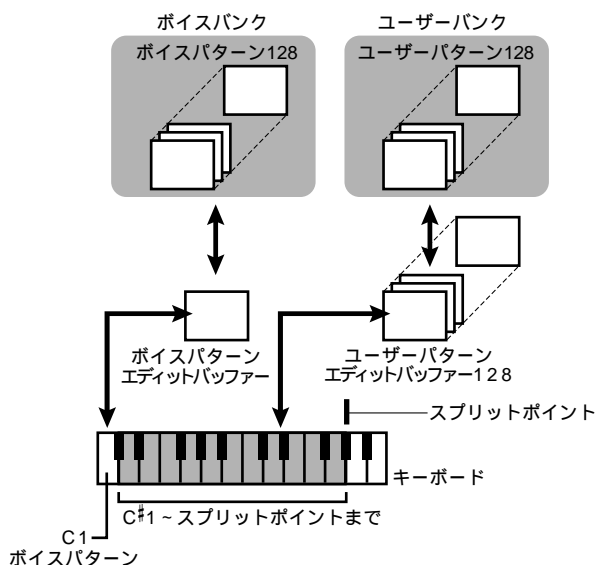 ボイスバンク
ユーザーバンク
ボイスパターン128
ユーザーパターン128
ボイスパターン
エディットバッファー
ユーザーパターン
エディットバッファー128
スプリットポイント
キーボード
C♯1~スプリットポイントまで
C1
ボイスパターン